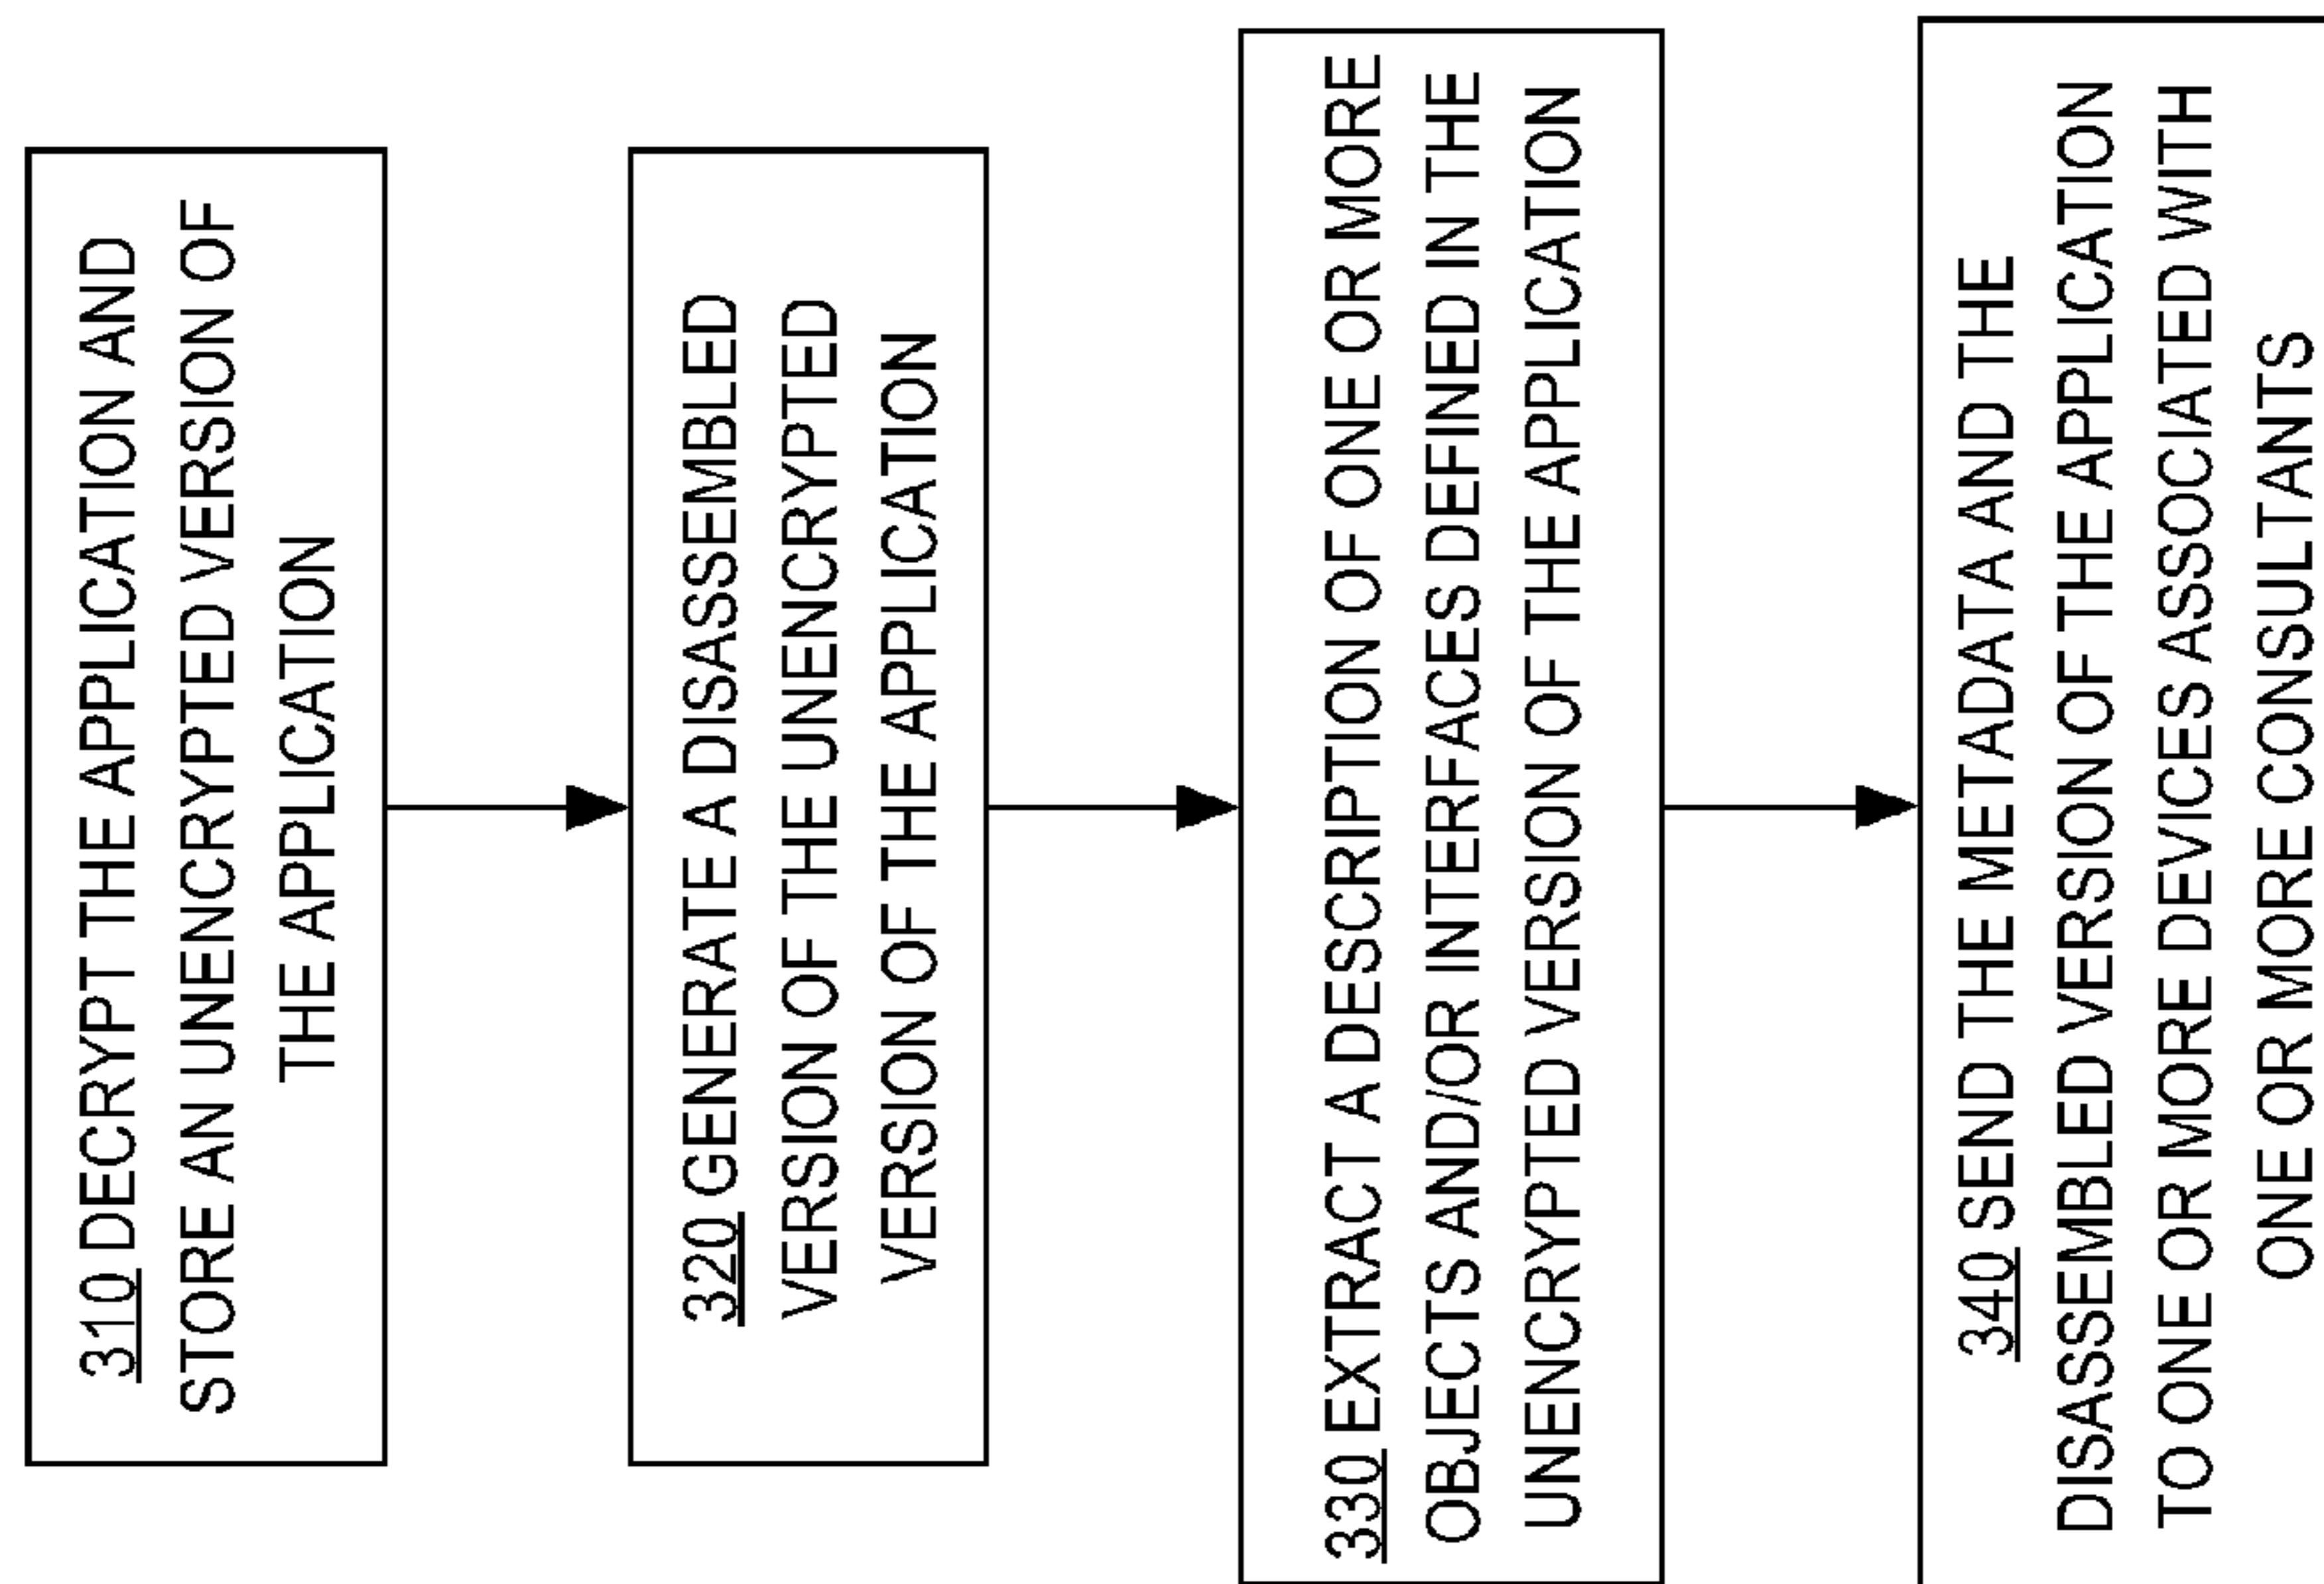 310 DECRYPT THE APPLICATION AND
STORE AN UNENCRYPTED VERSION OF
THE APPLICATION
320 GENERATE A DISASSEMBLED
VERSION OF THE UNENCRYPTED
VERSION OF THE APPLICATION
330 EXTRACT A DESCRIPTION OF ONE OR MORE
OBJECTS AND/OR INTERFACES DEFINED IN THE
UNENCRYPTED VERSION OF THE APPLICATION
340 SEND THE METADATA AND THE
DISASSEMBLED VERSION OF THE APPLICATION
TO ONE OR MORE DEVICES ASSOCIATED WITH
ONE OR MORE CONSULTANTS